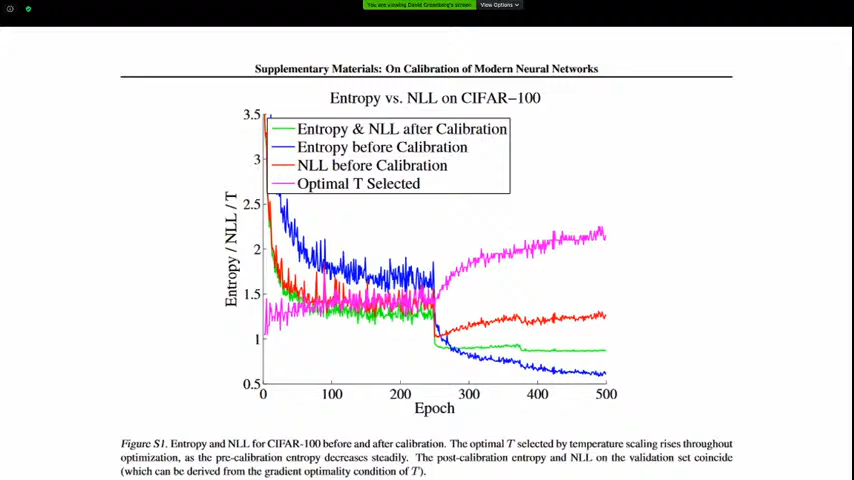 You are viewing David Greenberg's screen View Options
Supplementary Materials: On Calibration of Modern Neural Networks
Entropy vs. NLL on CIFAR−100
Entropy & NLL after Calibration
Entropy before Calibration
NLL before Calibration
Optimal T Selected
Entropy / NLL / T
3.5
3
2.5
2
1.5
1
0.5
0 100 200 300 400 500
Epoch
Figure S1. Entropy and NLL for CIFAR-100 before and after calibration. The optimal T selected by temperature scaling rises throughout
optimization, as the pre-calibration entropy decreases steadily. The post-calibration entropy and NLL on the validation set coincide
(which can be derived from the gradient optimality condition of T).